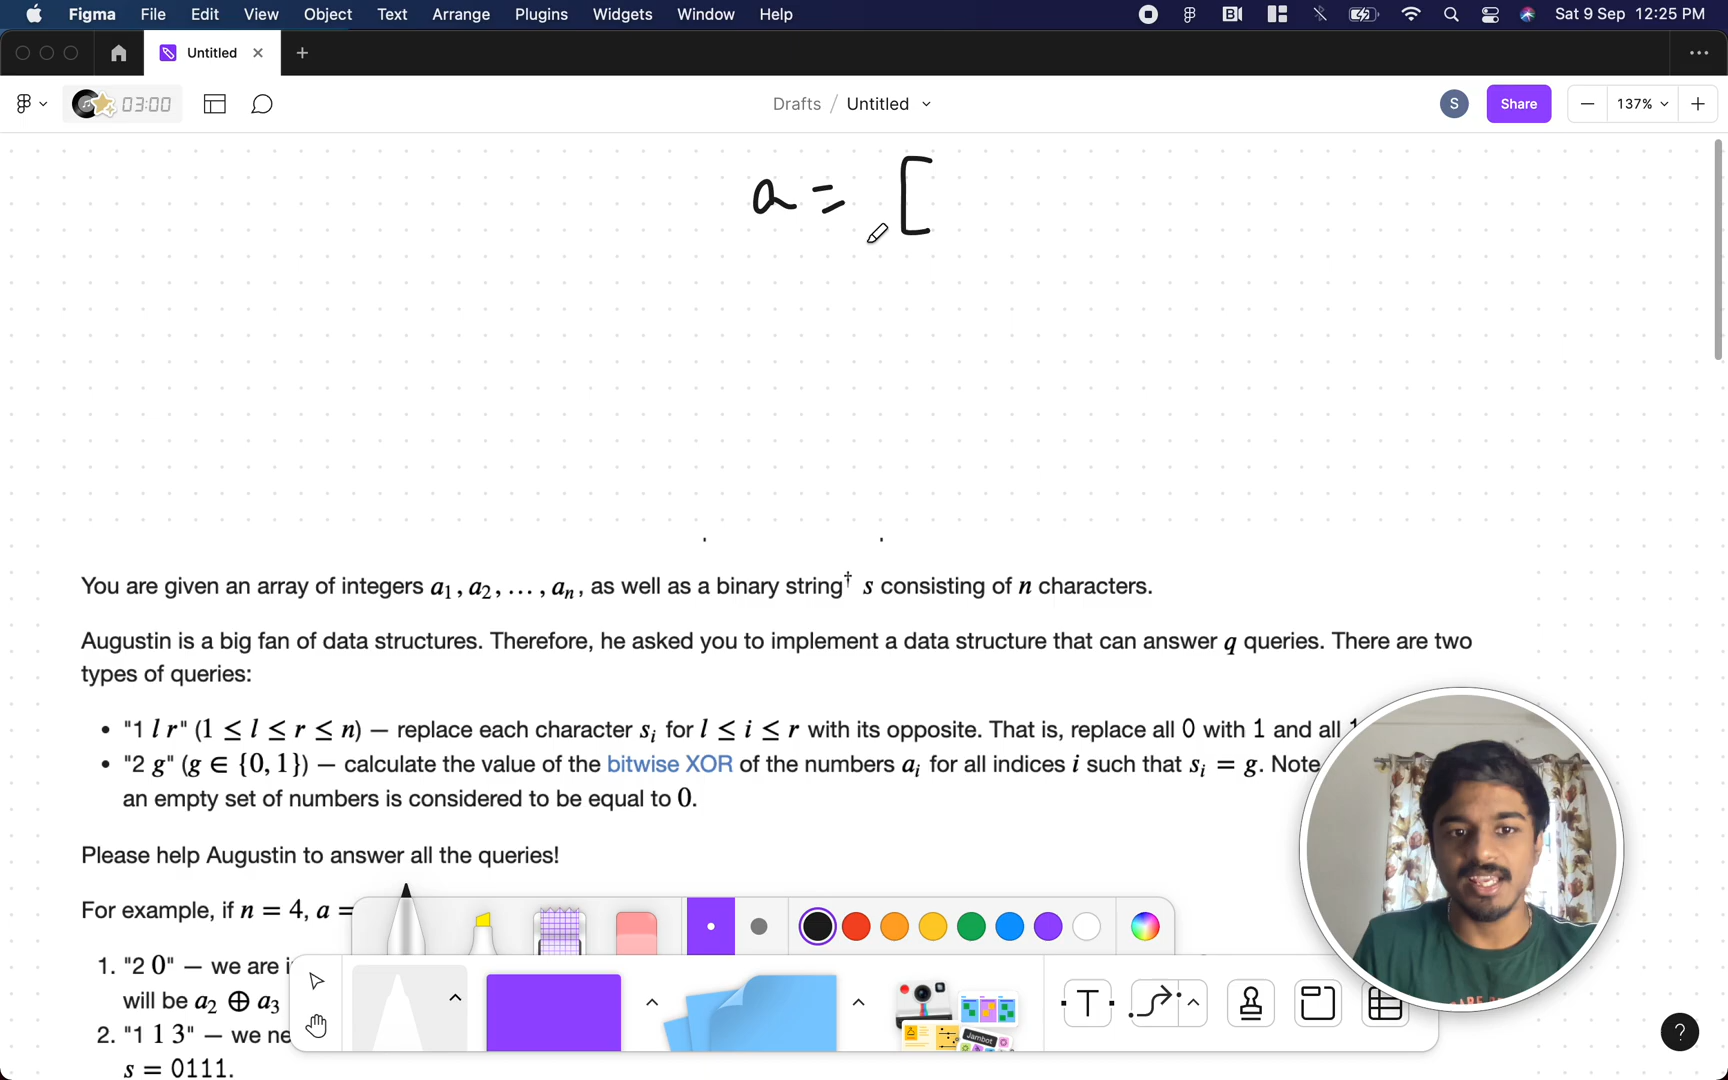 Figma File Edit View Object Text Arrange Plugins Widgets Window Help Sat 9 Sep 12:25 PM
Untitled
03:00 Drafts / Untitled S Share 137%
a = [
You are given an array of integers a₁, a₂, …, aₙ, as well as a binary string† s consisting of n characters.
Augustin is a big fan of data structures. Therefore, he asked you to implement a data structure that can answer q queries. There are two
types of queries:
• "1 l r" (1 ≤ l ≤ r ≤ n) — replace each character sᵢ for l ≤ i ≤ r with its opposite. That is, replace all 0 with 1 and all 1
• "2 g" (g ∈ {0, 1}) — calculate the value of the bitwise XOR of the numbers aᵢ for all indices i such that sᵢ = g. Note
an empty set of numbers is considered to be equal to 0.
Please help Augustin to answer all the queries!
For example, if n = 4, a =
1. "2 0" — we are i
will be a₂ ⊕ a₃
2. "1 1 3" — we ne
s = 0111.
T
Jambot
?